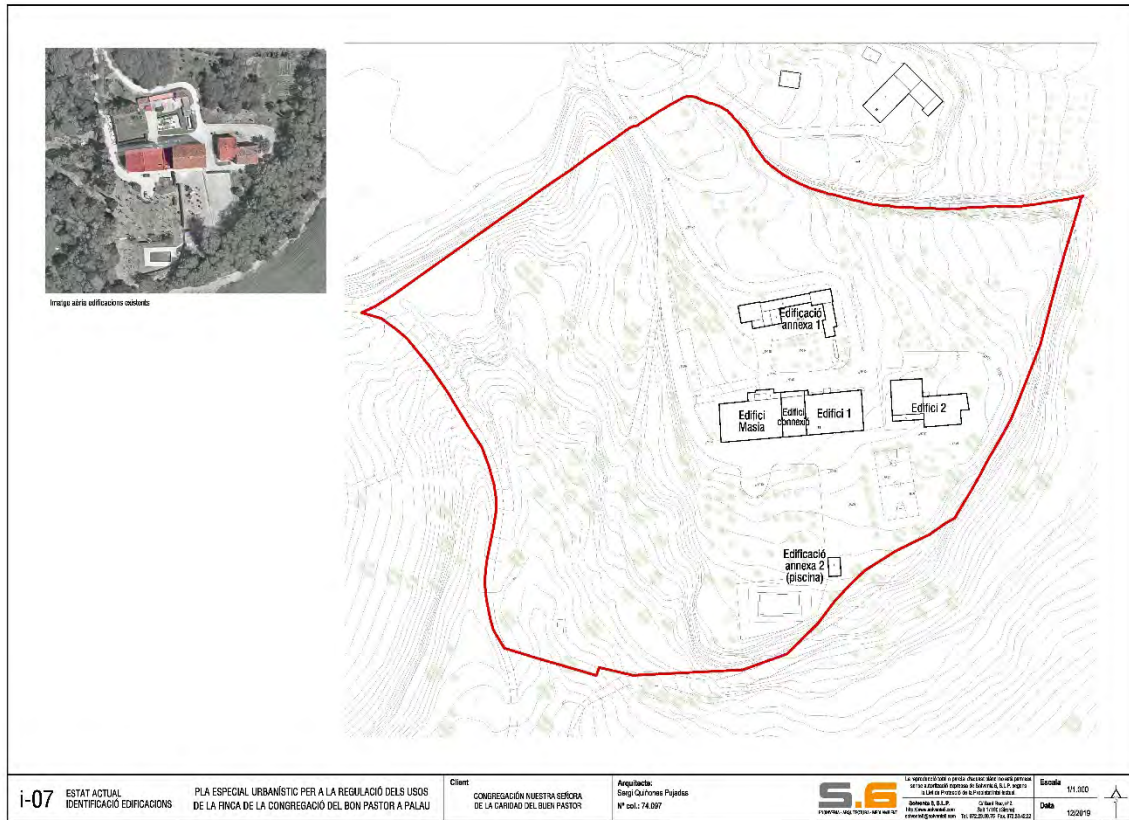 Imatge aèria edificacions existents
Edificació
annexa 1
Edifici
Masia
Edifici
connexió
Edifici 1
Edifici 2
Edificació
annexa 2
(piscina)
i-07
ESTAT ACTUAL
IDENTIFICACIÓ EDIFICACIONS
PLA ESPECIAL URBANÍSTIC PER A LA REGULACIÓ DELS USOS
DE LA FINCA DE LA CONGREGACIÓ DEL BON PASTOR A PALAU
Client
CONGREGACIÓN NUESTRA SEÑORA
DE LA CARIDAD DEL BUEN PASTOR
Arquitecte:
Sergi Quiñones Pujadas
Nº col.: 74.097
S.6
Solventa 6, S.L.P.
Escala
1/1.300
Data
12/2019